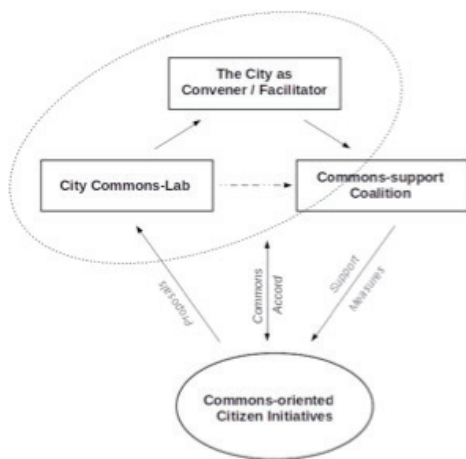 The City as
Convener / Facilitator
City Commons-Lab
Commons-support
Coalition
Proposals
Commons
Accord
Support
Measures
Commons-oriented
Citizen Initiatives